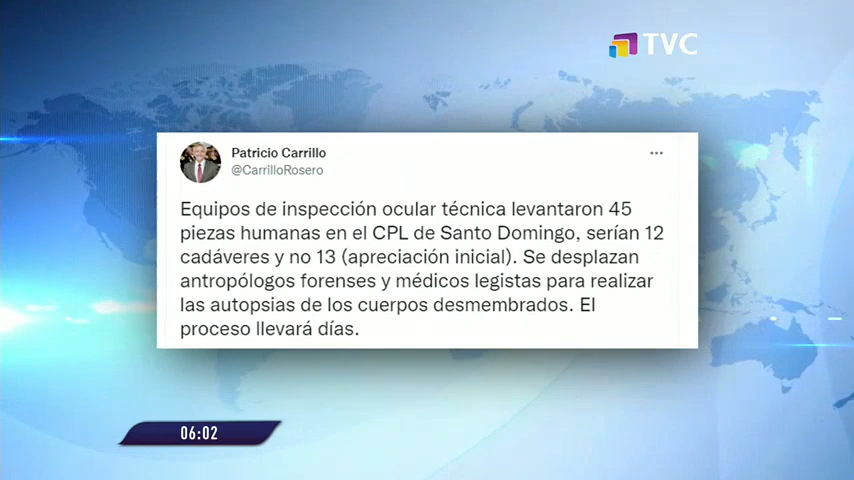 TVC
Patricio Carrillo
@CarrilloRosero
Equipos de inspección ocular técnica levantaron 45
piezas humanas en el CPL de Santo Domingo, serían 12
cadáveres y no 13 (apreciación inicial). Se desplazan
antropólogos forenses y médicos legistas para realizar
las autopsias de los cuerpos desmembrados. El
proceso llevará días.
06:02